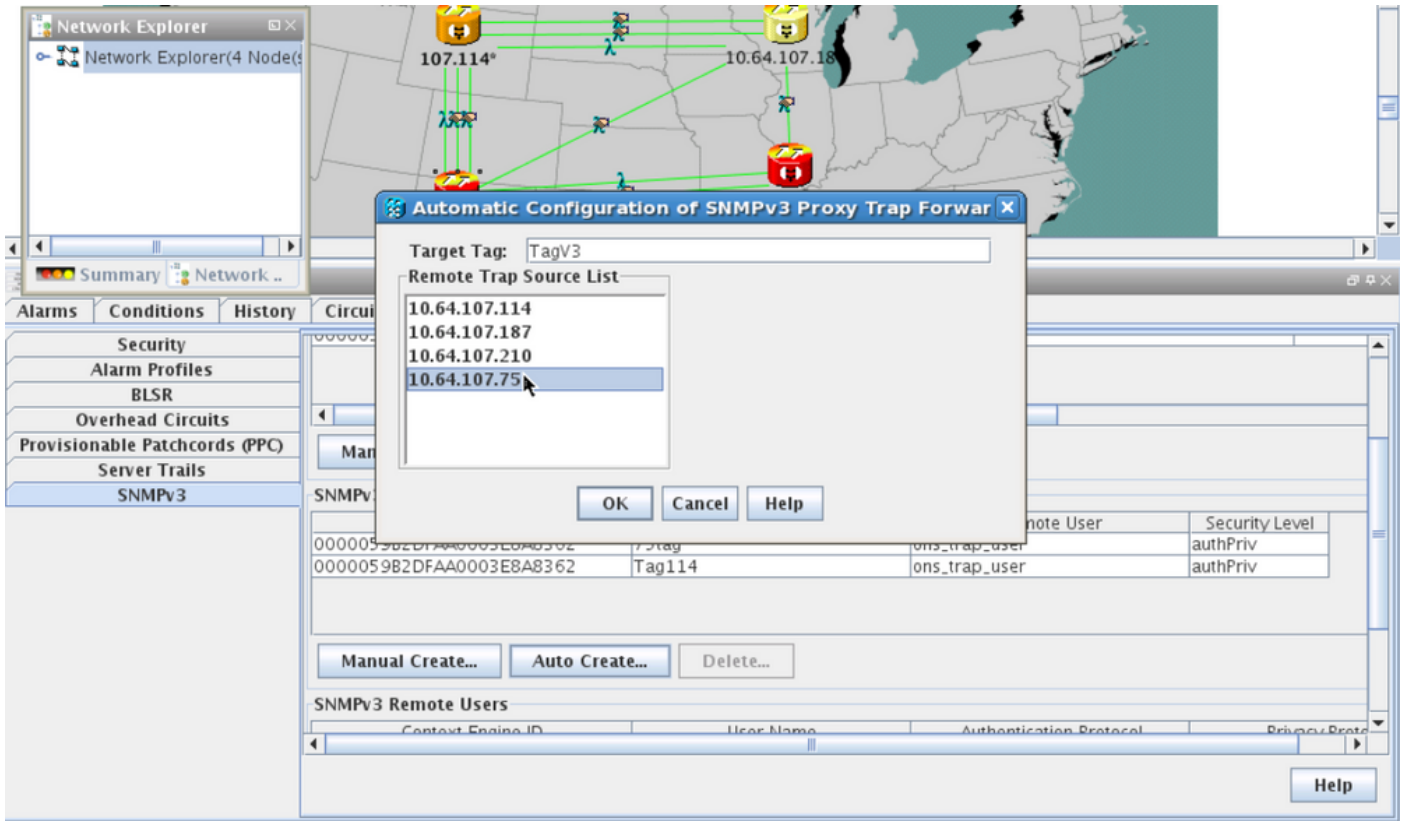 Network Explorer
Network Explorer(4 Node(s
107.114°
10.64.107.18
Summary
Network ..
Automatic Configuration of SNMPv3 Proxy Trap Forwar
Target Tag: TagV3
Remote Trap Source List
10.64.107.114
10.64.107.187
10.64.107.210
10.64.107.75
OK Cancel Help
Alarms Conditions History Circui
Security
Alarm Profiles
BLSR
Overhead Circuits
Provisionable Patchcords (PPC)
Server Trails
SNMPv3
Man
SNMPv
note User Security Level
75tag ons_trap_user authPriv
0000059B2DFAA0003E8A8362 Tag114 ons_trap_user authPriv
Manual Create... Auto Create... Delete...
SNMPv3 Remote Users
Context Engine ID User Name Authentication Protocol Privacy Proto
Help